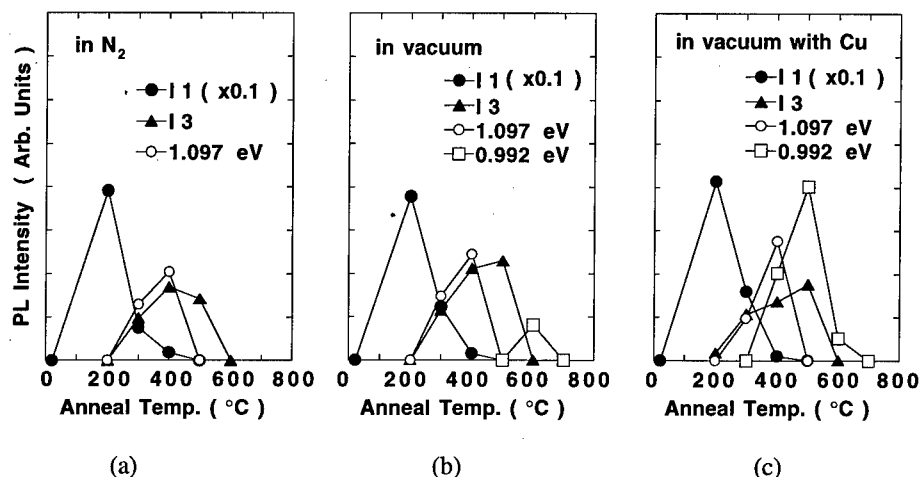 PL Intensity ( Arb. Units )
in N2
I 1 ( x0.1 )
I 3
1.097 eV
0 200 400 600 800
Anneal Temp. ( °C )
(a)
in vacuum
I 1 ( x0.1 )
I 3
1.097 eV
0.992 eV
0 200 400 600 800
Anneal Temp. ( °C )
(b)
in vacuum with Cu
I 1 ( x0.1 )
I 3
1.097 eV
0.992 eV
0 200 400 600 800
Anneal Temp. ( °C )
(c)